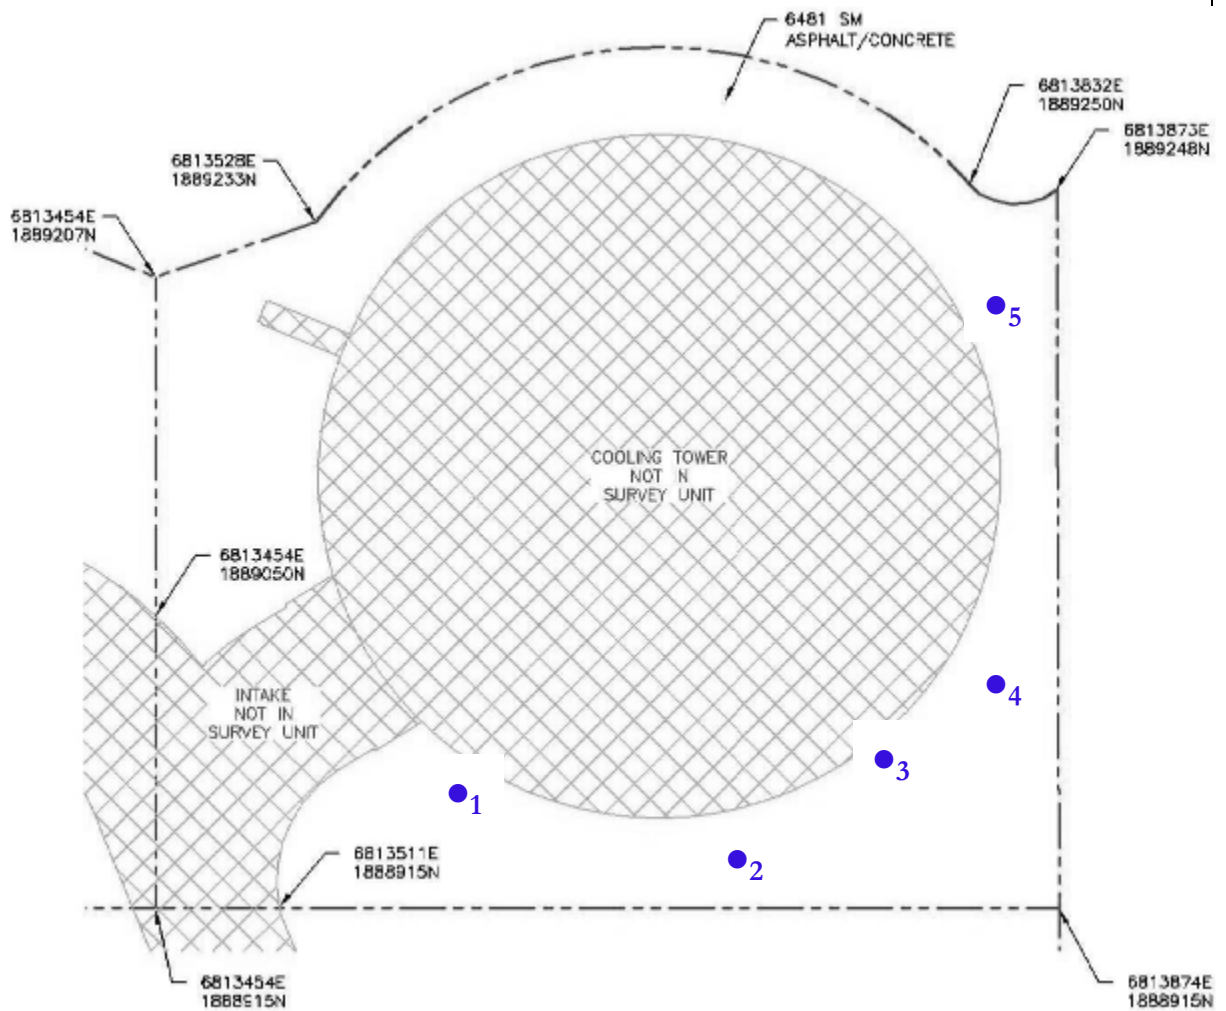 6481 SM
ASPHALT/CONCRETE
6813832E
1889250N
6813873E
1889248N
6813528E
1889233N
6813454E
1889207N
5
COOLING TOWER
NOT IN
SURVEY UNIT
6813454E
1889050N
4
INTAKE
NOT IN
SURVEY UNIT
3
1
6813511E
1888915N
2
6813454E
1888915N
6813874E
1888915N